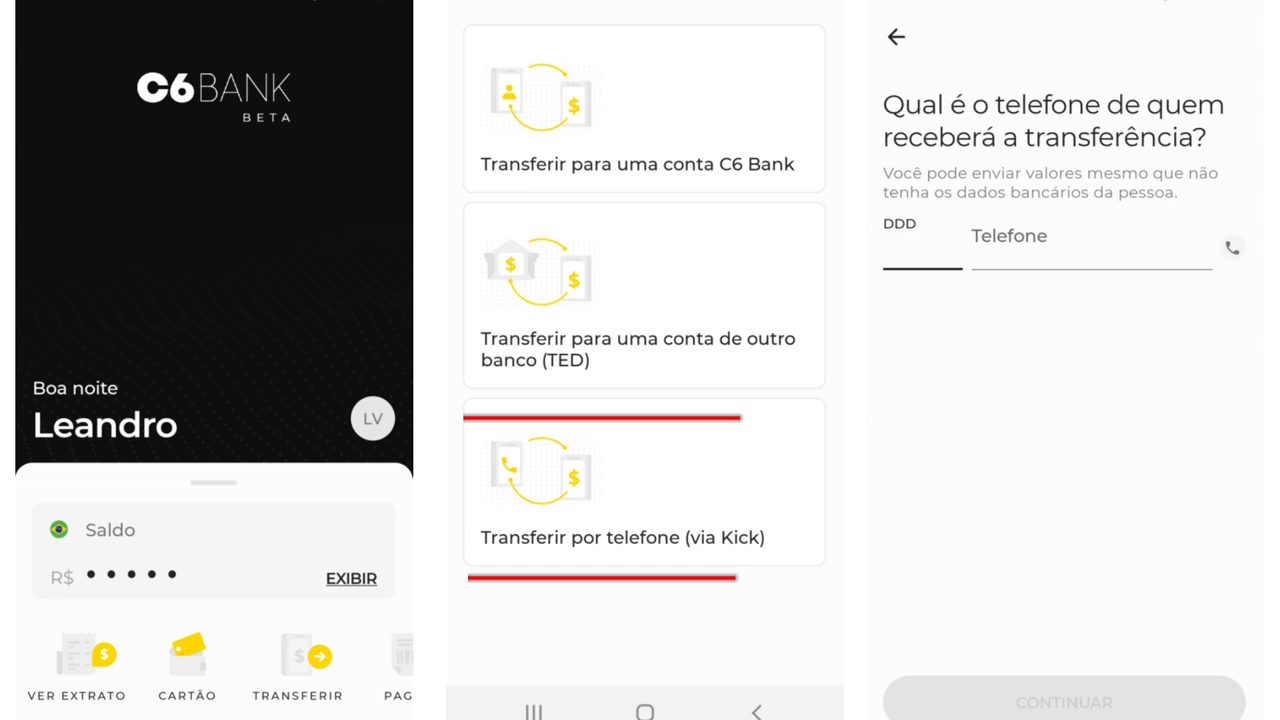 C6BANK
BETA
Boa noite
Leandro
LV
Saldo
R$ • • • • •
EXIBIR
VER EXTRATO
CARTÃO
TRANSFERIR
PAG
Transferir para uma conta C6 Bank
Transferir para uma conta de outro
banco (TED)
Transferir por telefone (via Kick)
Qual é o telefone de quem
receberá a transferência?
Você pode enviar valores mesmo que não
tenha os dados bancários da pessoa.
DDD
Telefone
CONTINUAR